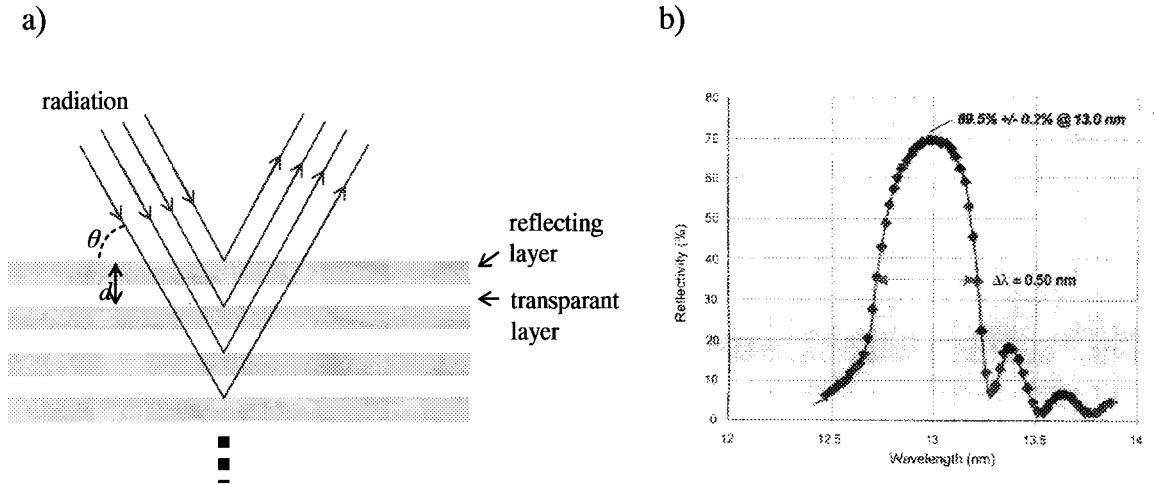 a)
radiation
θ
d
reflecting
layer
transparant
layer
b)
69.5% +/- 0.2% @ 13.0 nm
Δλ = 0.50 nm
Reflectivity (%)
80
70
60
50
40
30
20
10
0
12
12.5
13
13.5
14
Wavelength (nm)